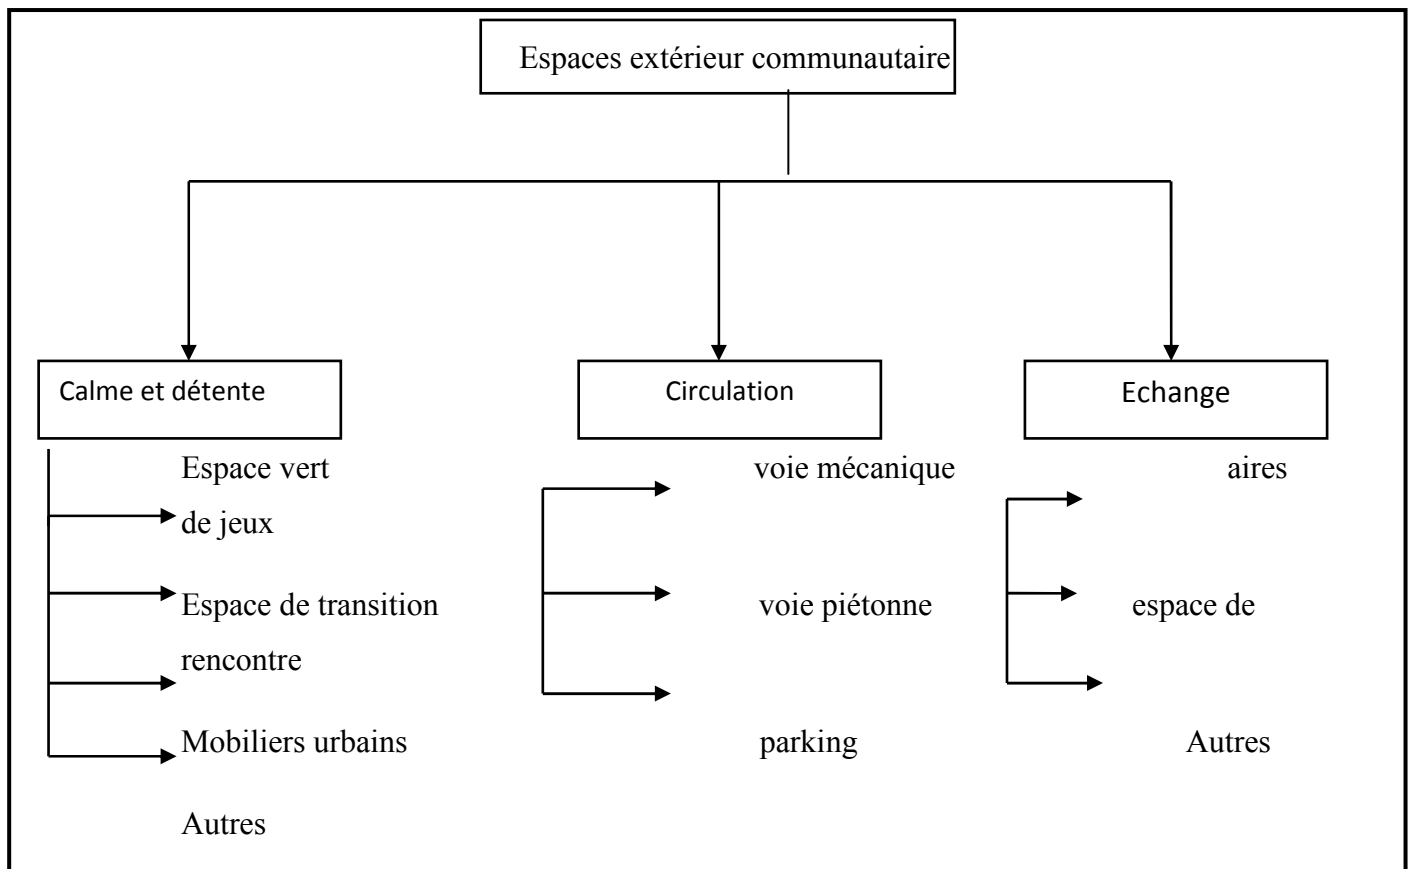 Espaces extérieur communautaire
Calme et détente
Circulation
Echange
Espace vert voie mécanique aires
de jeux
Espace de transition voie piétonne espace de
rencontre
Mobiliers urbains parking Autres
Autres